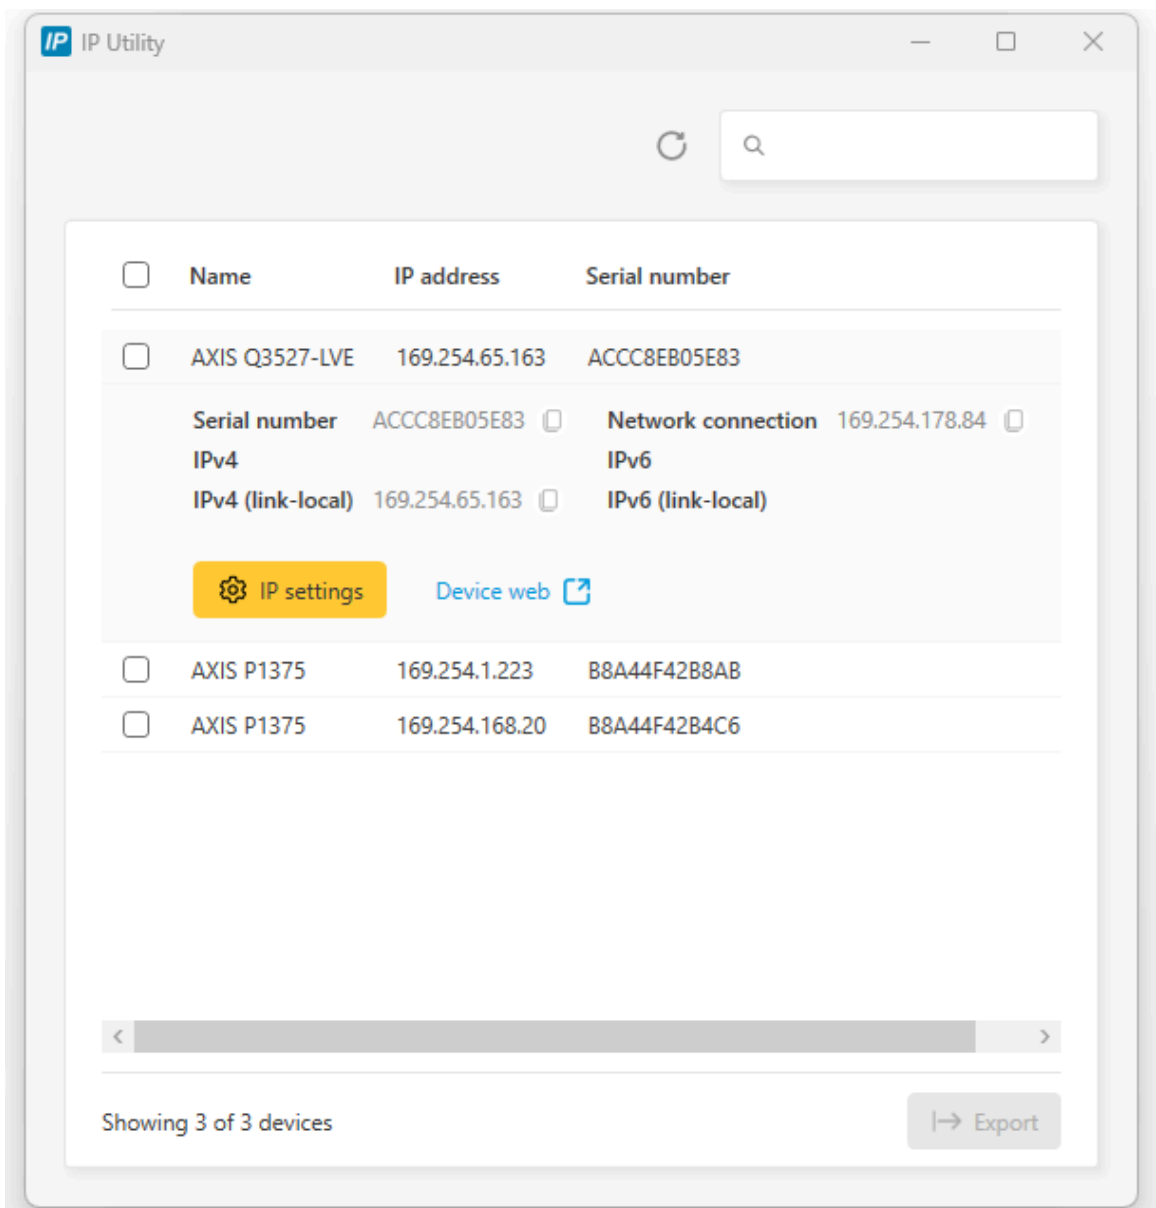 IP IP Utility
Name IP address Serial number
AXIS Q3527-LVE 169.254.65.163 ACCC8EB05E83
Serial number ACCC8EB05E83 Network connection 169.254.178.84
IPv4 IPv6
IPv4 (link-local) 169.254.65.163 IPv6 (link-local)
IP settings Device web
AXIS P1375 169.254.1.223 B8A44F42B8AB
AXIS P1375 169.254.168.20 B8A44F42B4C6
Showing 3 of 3 devices Export